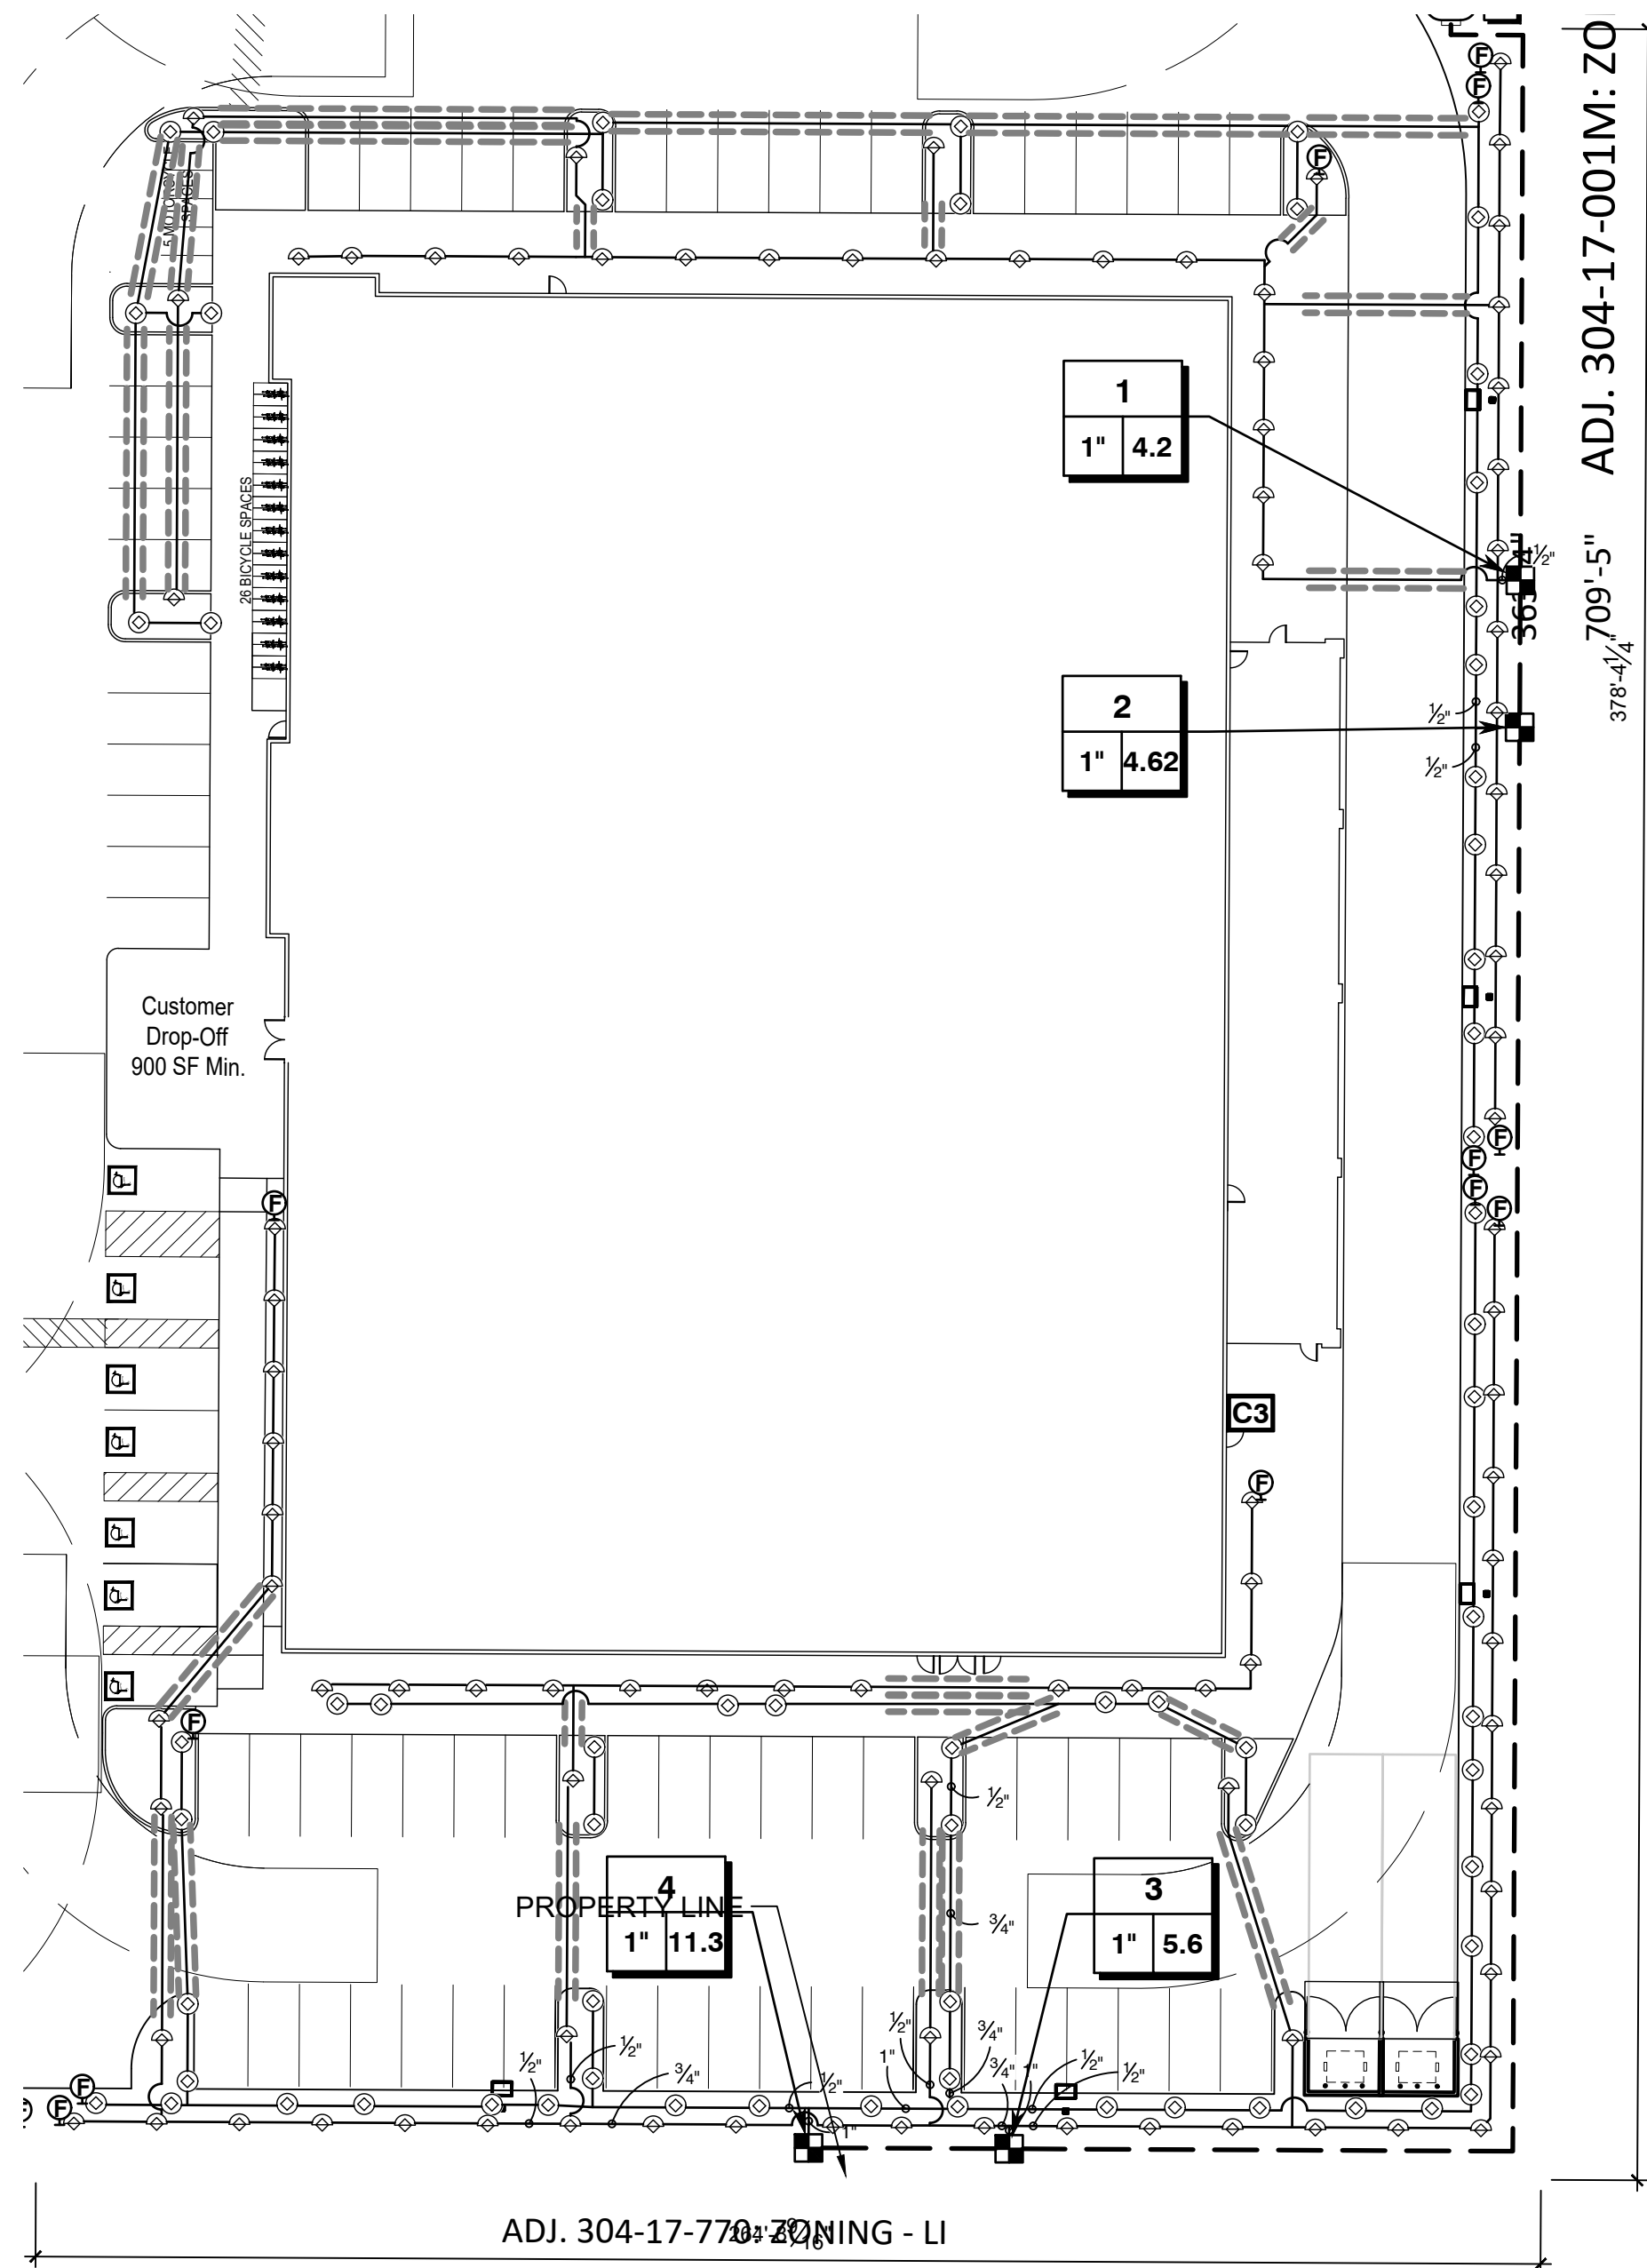 ADJ. 304-17-001M: ZO
709'-5"
378'-4¼"
F
F
F
5 MOTORCYCLE
SPACES
26 BICYCLE SPACES
1
1" 4.2
½"
2
1" 4.62
½"
½"
Customer
Drop-Off
900 SF Min.
F
F
F
F
F
C3
F
F
½"
¾"
4
PROPERTY LINE
1" 11.3
3
1" 5.6
½"
½"
¾"
½"
1"
¾"
¾"
1"
½"
½"
½"
1"
F
F
ADJ. 304-17-770: ZONING - LI